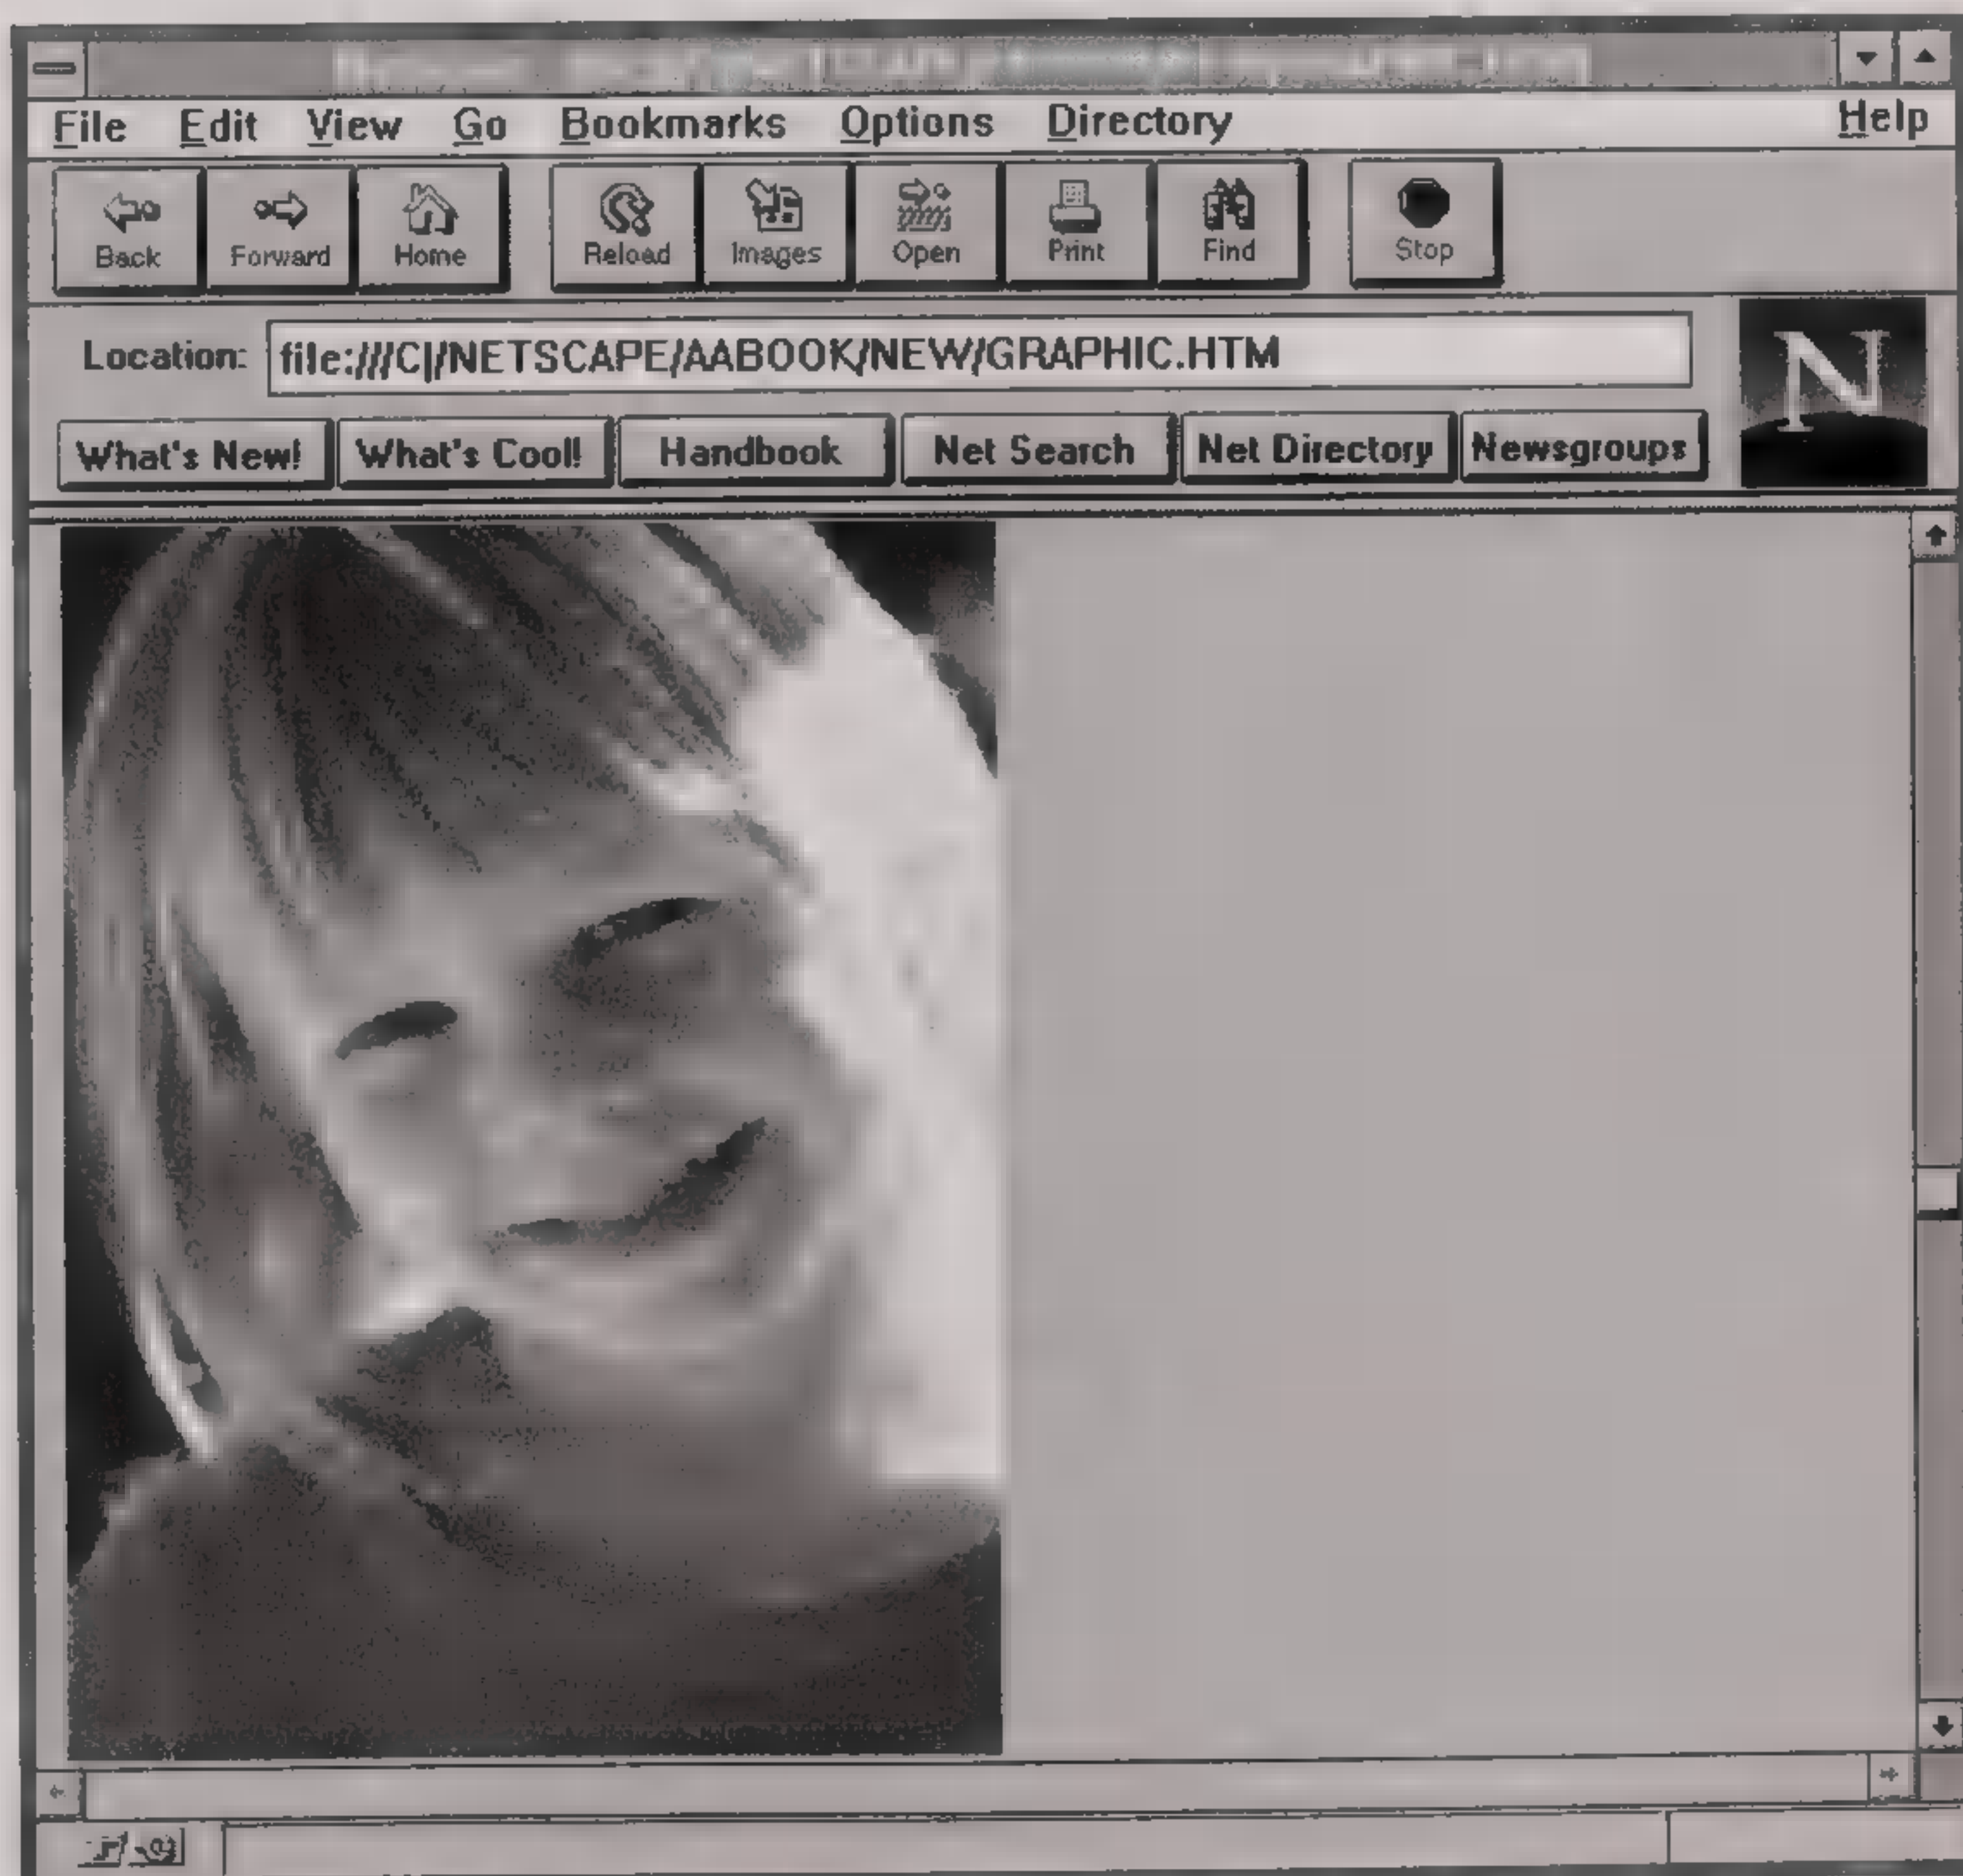 File Edit View Go Bookmarks Options Directory Help
Back Forward Home Reload Images Open Print Find Stop
Location: file:///C|/NETSCAPE/AABOOK/NEW/GRAPHIC.HTM
N
What's New! What's Cool! Handbook Net Search Net Directory Newsgroups